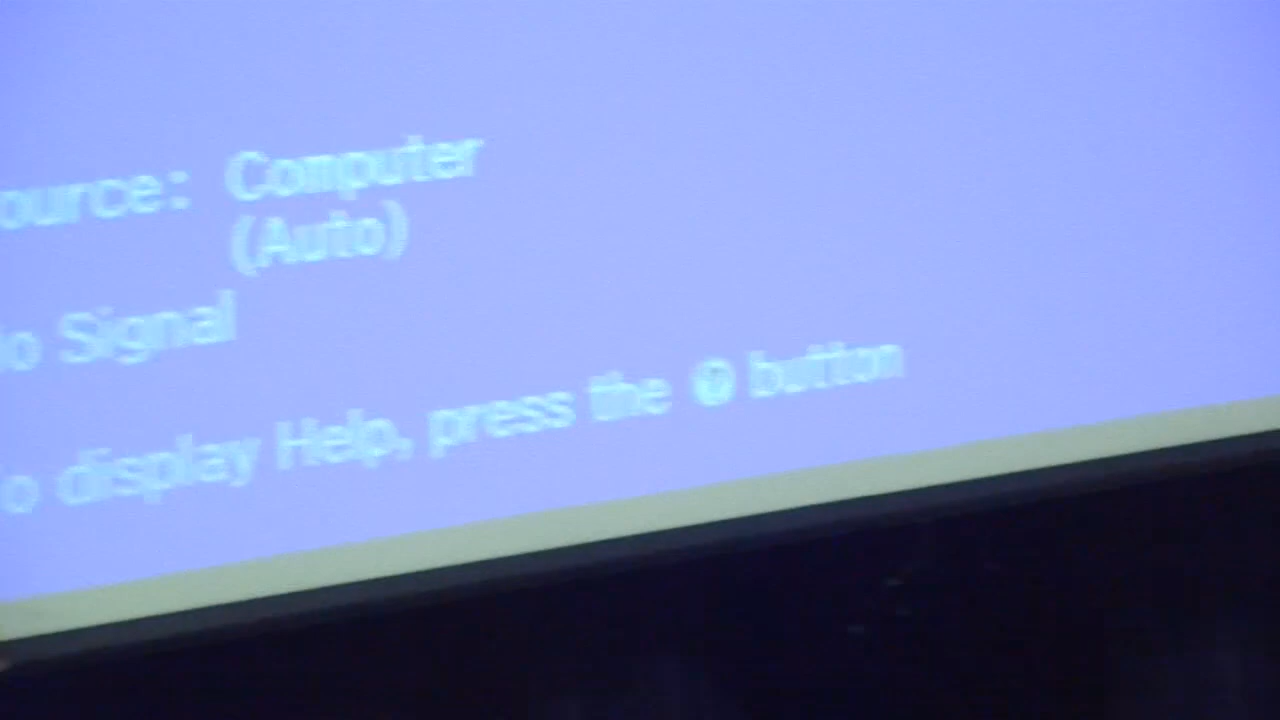 ource: Computer
(Auto)
o Signal
o display Help, press the button